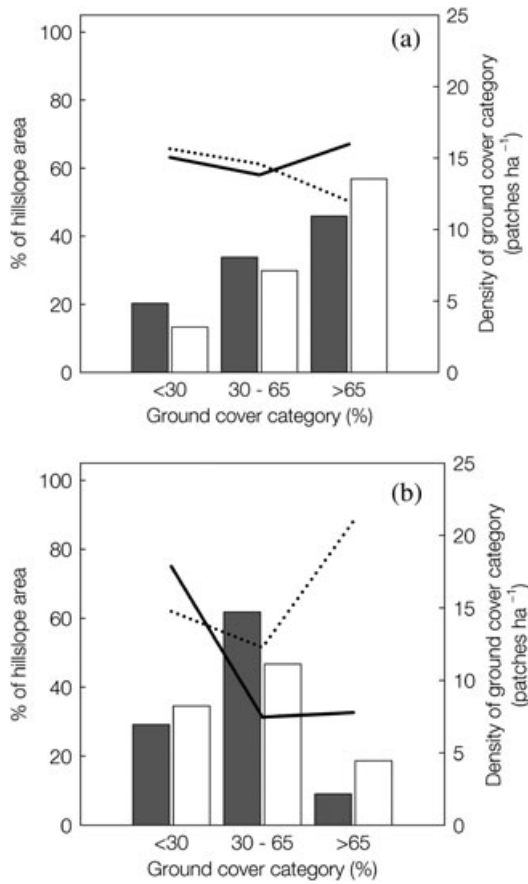 (a)
100
80
60
40
20
0
% of hillslope area
25
20
15
10
5
0
Density of ground cover category
(patches ha⁻¹)
<30 30 - 65 >65
Ground cover category (%)
(b)
100
80
60
40
20
0
% of hillslope area
25
20
15
10
5
0
Density of ground cover category
(patches ha⁻¹)
<30 30 - 65 >65
Ground cover category (%)